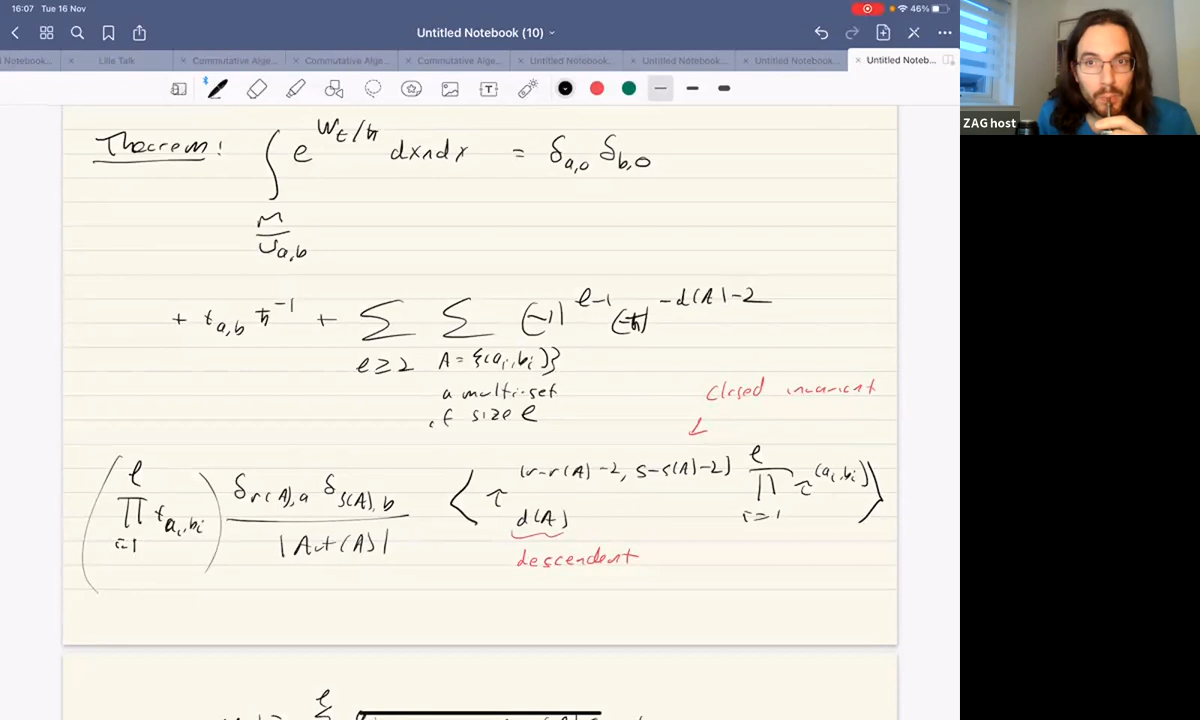 16:07 Tue 16 Nov
46%
Untitled Notebook (10)
Notebook...
Lille Talk
Commutative Alge...
Commutative Alge...
Commutative Alge...
Untitled Notebook...
Untitled Notebook...
Untitled Notebook...
Untitled Noteb...
ZAG host
Theorem: ∫_{M/U_{a,b}} e^{W_t/ħ} dx∧dx = δ_{a,0} δ_{b,0}
+ t_{a,b} ħ^{-1} + Σ_{l≥2} Σ_{A={(a_i,b_i)}} (-1)^{l-1} (-ħ)^{-d(A)-2}
a multi-set
of size l
closed invariant
(∏_{i=1}^{l} t_{a_i,b_i}) δ_{r(A),a} δ_{s(A),b} / |Aut(A)| ⟨τ_{d(A)}^{(r-r(A)-2, s-s(A)-2)} ∏_{i=1}^{l} τ^{(a_i,b_i)}⟩
descendent